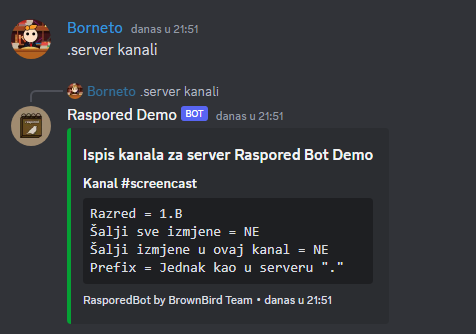 Borneto danas u 21:51
.server kanali
Borneto .server kanali
Raspored Demo BOT danas u 21:51
Ispis kanala za server Raspored Bot Demo
Kanal #screencast
Razred = 1.B
Šalji sve izmjene = NE
Šalji izmjene u ovaj kanal = NE
Prefix = Jednak kao u serveru "."
RasporedBot by BrownBird Team • danas u 21:51